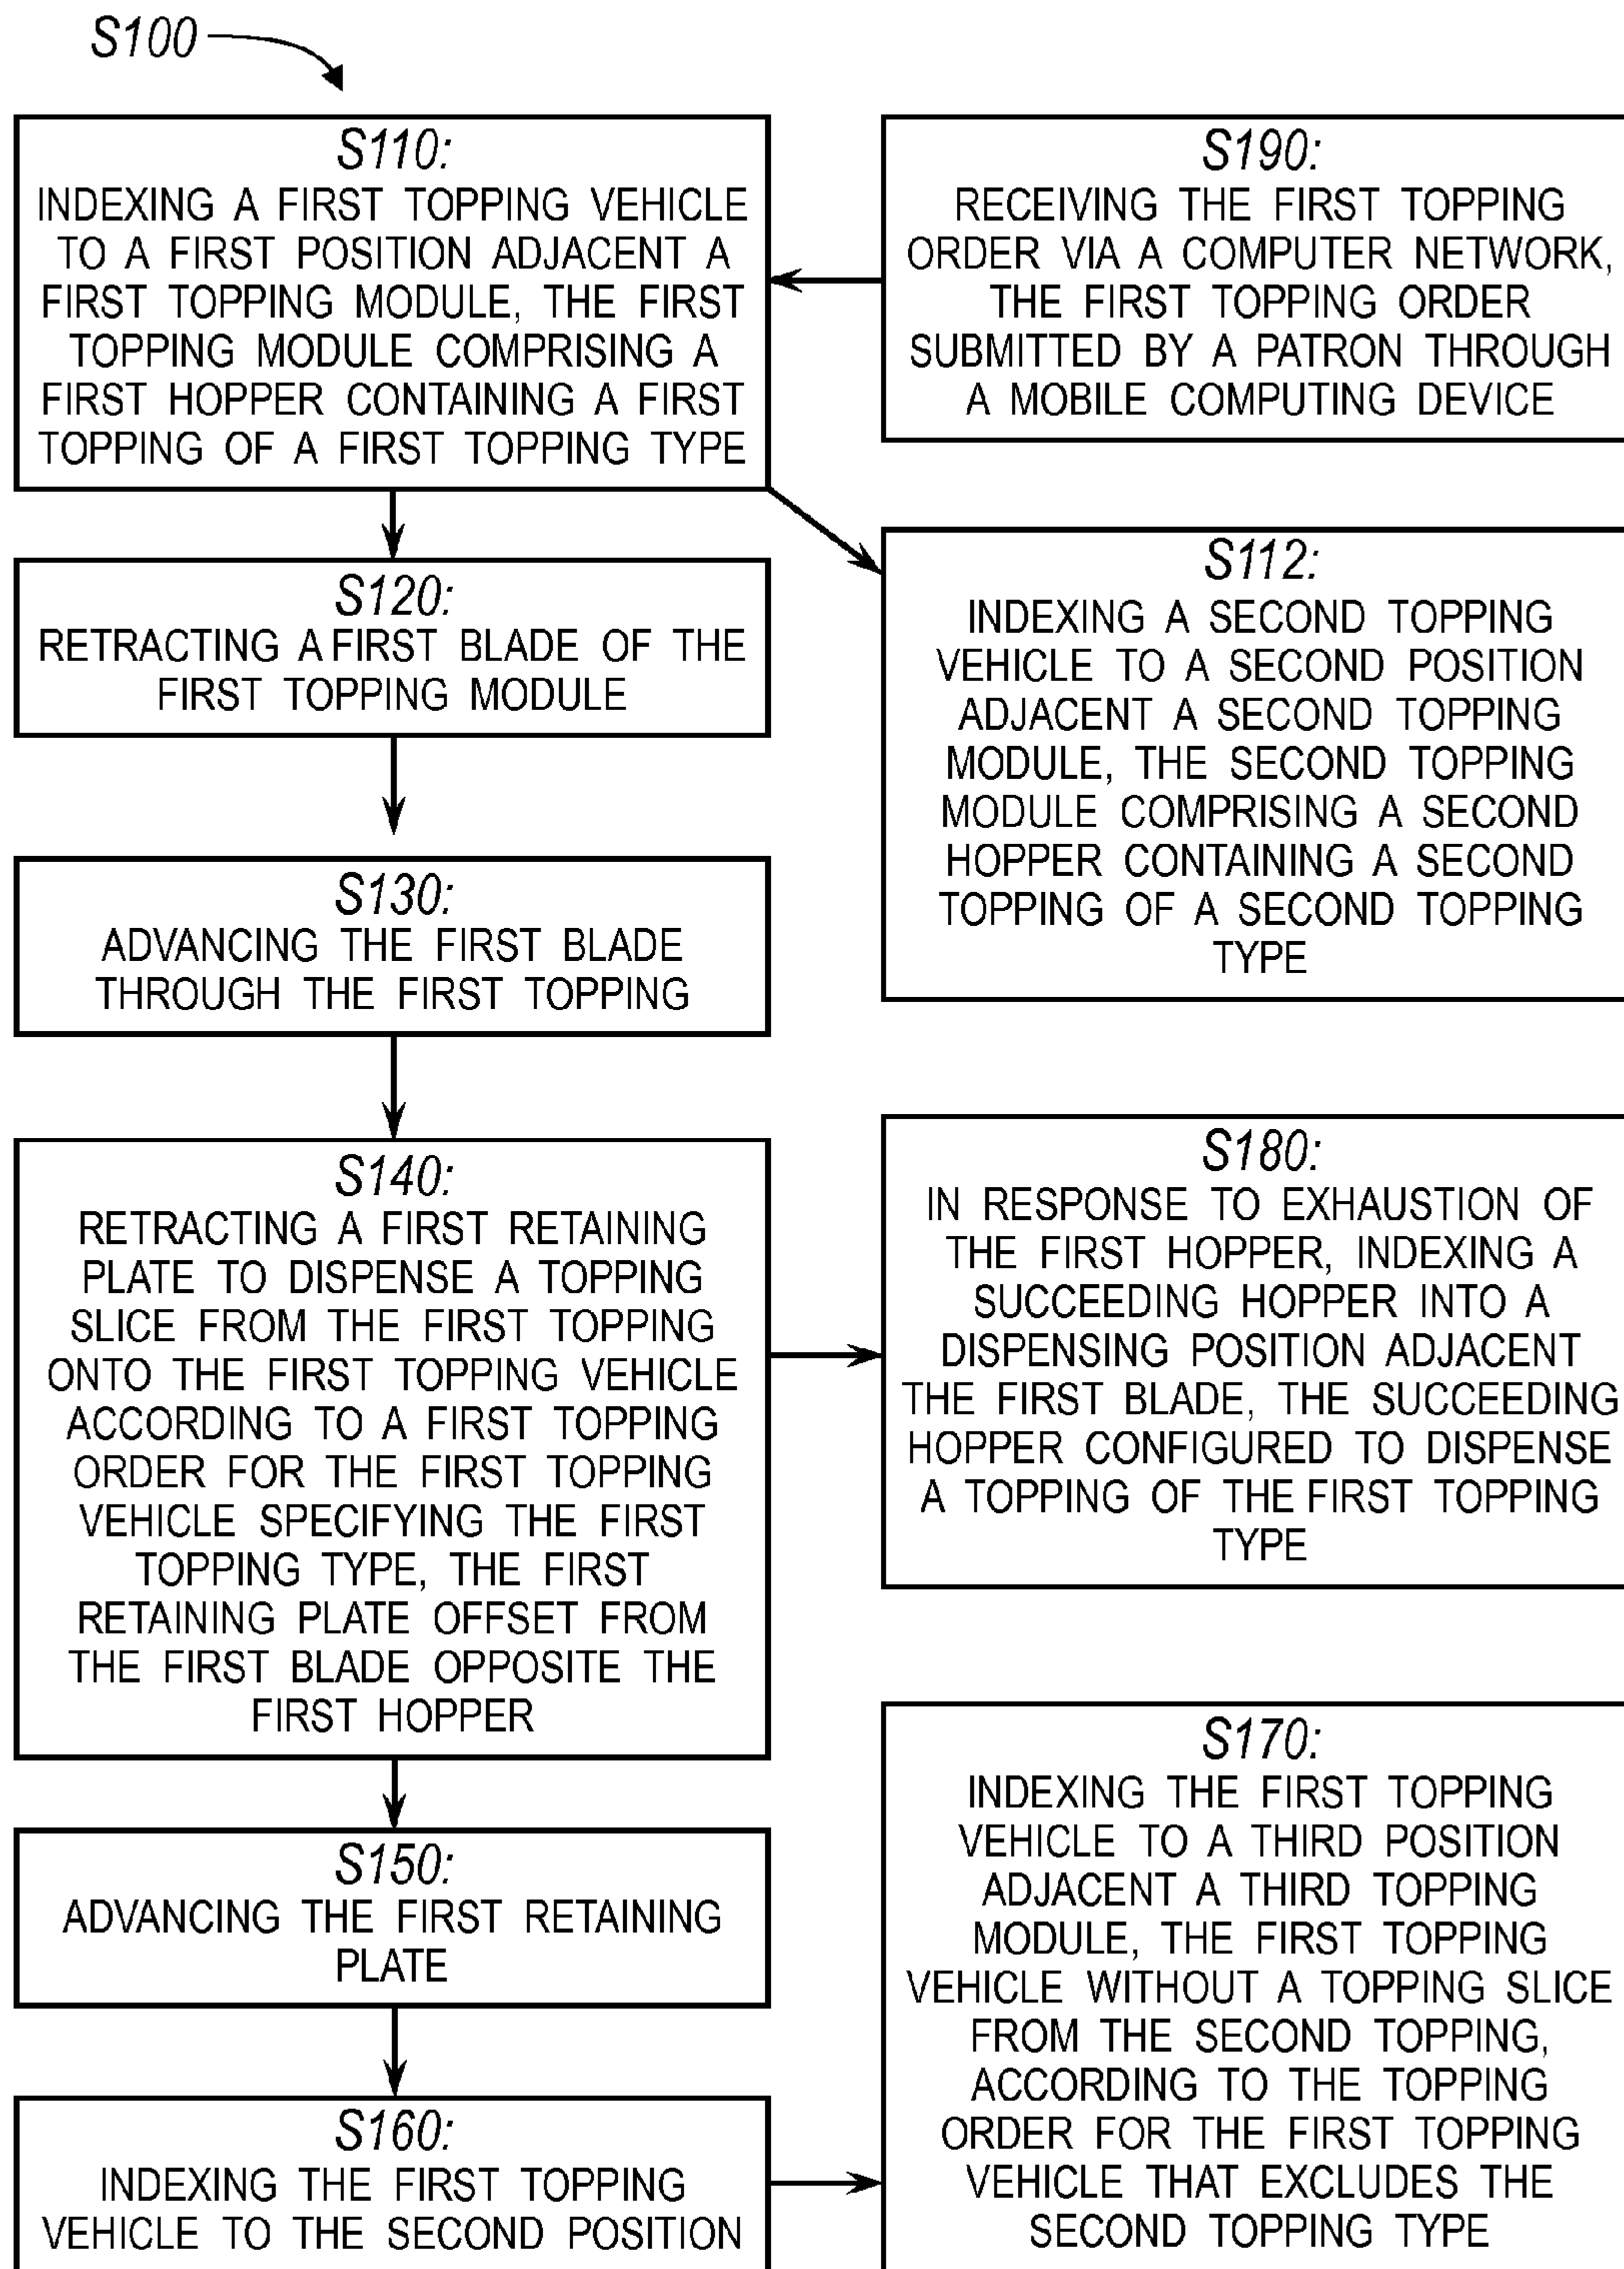 S100
S110:
INDEXING A FIRST TOPPING VEHICLE
TO A FIRST POSITION ADJACENT A
FIRST TOPPING MODULE, THE FIRST
TOPPING MODULE COMPRISING A
FIRST HOPPER CONTAINING A FIRST
TOPPING OF A FIRST TOPPING TYPE
S190:
RECEIVING THE FIRST TOPPING
ORDER VIA A COMPUTER NETWORK,
THE FIRST TOPPING ORDER
SUBMITTED BY A PATRON THROUGH
A MOBILE COMPUTING DEVICE
S120:
RETRACTING A FIRST BLADE OF THE
FIRST TOPPING MODULE
S112:
INDEXING A SECOND TOPPING
VEHICLE TO A SECOND POSITION
ADJACENT A SECOND TOPPING
MODULE, THE SECOND TOPPING
MODULE COMPRISING A SECOND
HOPPER CONTAINING A SECOND
TOPPING OF A SECOND TOPPING
TYPE
S130:
ADVANCING THE FIRST BLADE
THROUGH THE FIRST TOPPING
S140:
RETRACTING A FIRST RETAINING
PLATE TO DISPENSE A TOPPING
SLICE FROM THE FIRST TOPPING
ONTO THE FIRST TOPPING VEHICLE
ACCORDING TO A FIRST TOPPING
ORDER FOR THE FIRST TOPPING
VEHICLE SPECIFYING THE FIRST
TOPPING TYPE, THE FIRST
RETAINING PLATE OFFSET FROM
THE FIRST BLADE OPPOSITE THE
FIRST HOPPER
S180:
IN RESPONSE TO EXHAUSTION OF
THE FIRST HOPPER, INDEXING A
SUCCEEDING HOPPER INTO A
DISPENSING POSITION ADJACENT
THE FIRST BLADE, THE SUCCEEDING
HOPPER CONFIGURED TO DISPENSE
A TOPPING OF THE FIRST TOPPING
TYPE
S150:
ADVANCING THE FIRST RETAINING
PLATE
S160:
INDEXING THE FIRST TOPPING
VEHICLE TO THE SECOND POSITION
S170:
INDEXING THE FIRST TOPPING
VEHICLE TO A THIRD POSITION
ADJACENT A THIRD TOPPING
MODULE, THE FIRST TOPPING
VEHICLE WITHOUT A TOPPING SLICE
FROM THE SECOND TOPPING,
ACCORDING TO THE TOPPING
ORDER FOR THE FIRST TOPPING
VEHICLE THAT EXCLUDES THE
SECOND TOPPING TYPE